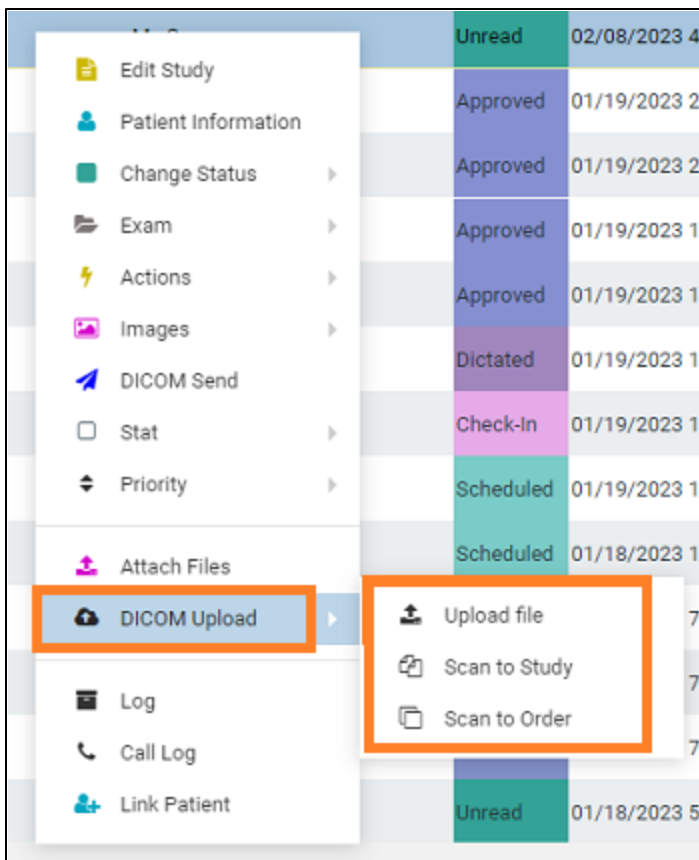 Unread 02/08/2023 4
Edit Study
Approved 01/19/2023 2
Patient Information
Change Status
Approved 01/19/2023 2
Exam
Approved 01/19/2023 1
Actions
Approved 01/19/2023 1
Images
Dictated 01/19/2023 1
DICOM Send
Check-In 01/19/2023 1
Stat
Priority
Scheduled 01/19/2023 1
Scheduled 01/18/2023 1
Attach Files
DICOM Upload
Upload file
7
Scan to Study
7
Scan to Order
7
Log
Call Log
Link Patient
Unread 01/18/2023 5